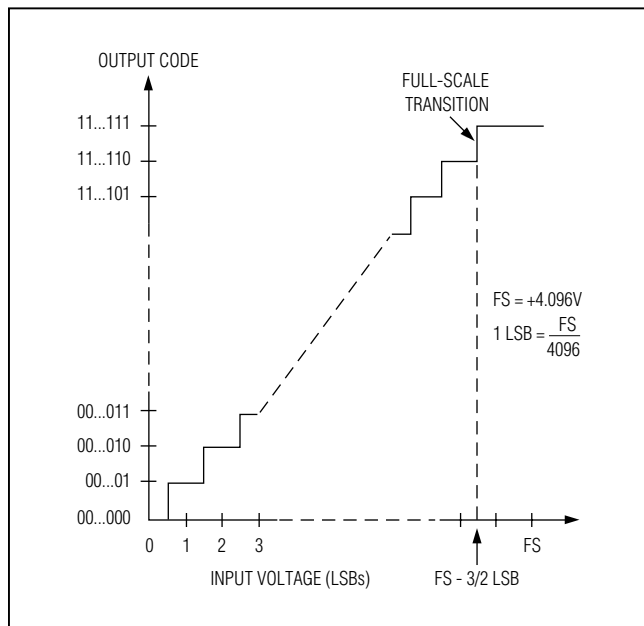 OUTPUT CODE
FULL-SCALE
TRANSITION
11...111
11...110
11...101
FS = +4.096V
1 LSB = FS
4096
00...011
00...010
00...01
00...000
0 1 2 3 FS
INPUT VOLTAGE (LSBs) FS - 3/2 LSB